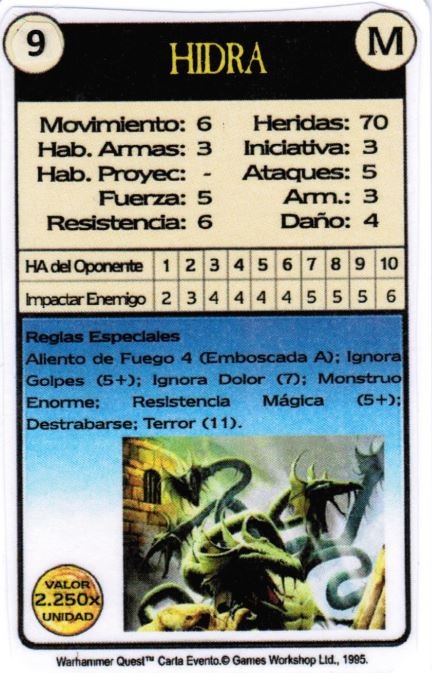 9
M
HIDRA
Movimiento: 6 Heridas: 70
Hab. Armas: 3 Iniciativa: 3
Hab. Proyec: - Ataques: 5
Fuerza: 5 Arm.: 3
Resistencia: 6 Daño: 4
HA del Oponente 1 2 3 4 5 6 7 8 9 10
Impactar Enemigo 2 3 4 4 4 4 5 5 5 6
Reglas Especiales
Aliento de Fuego 4 (Emboscada A); Ignora
Golpes (5+); Ignora Dolor (7); Monstruo
Enorme; Resistencia Mágica (5+);
Destrabarse; Terror (11).
VALOR
2.250x
UNIDAD
Warhammer Quest™ Carta Evento.© Games Workshop Ltd., 1995.